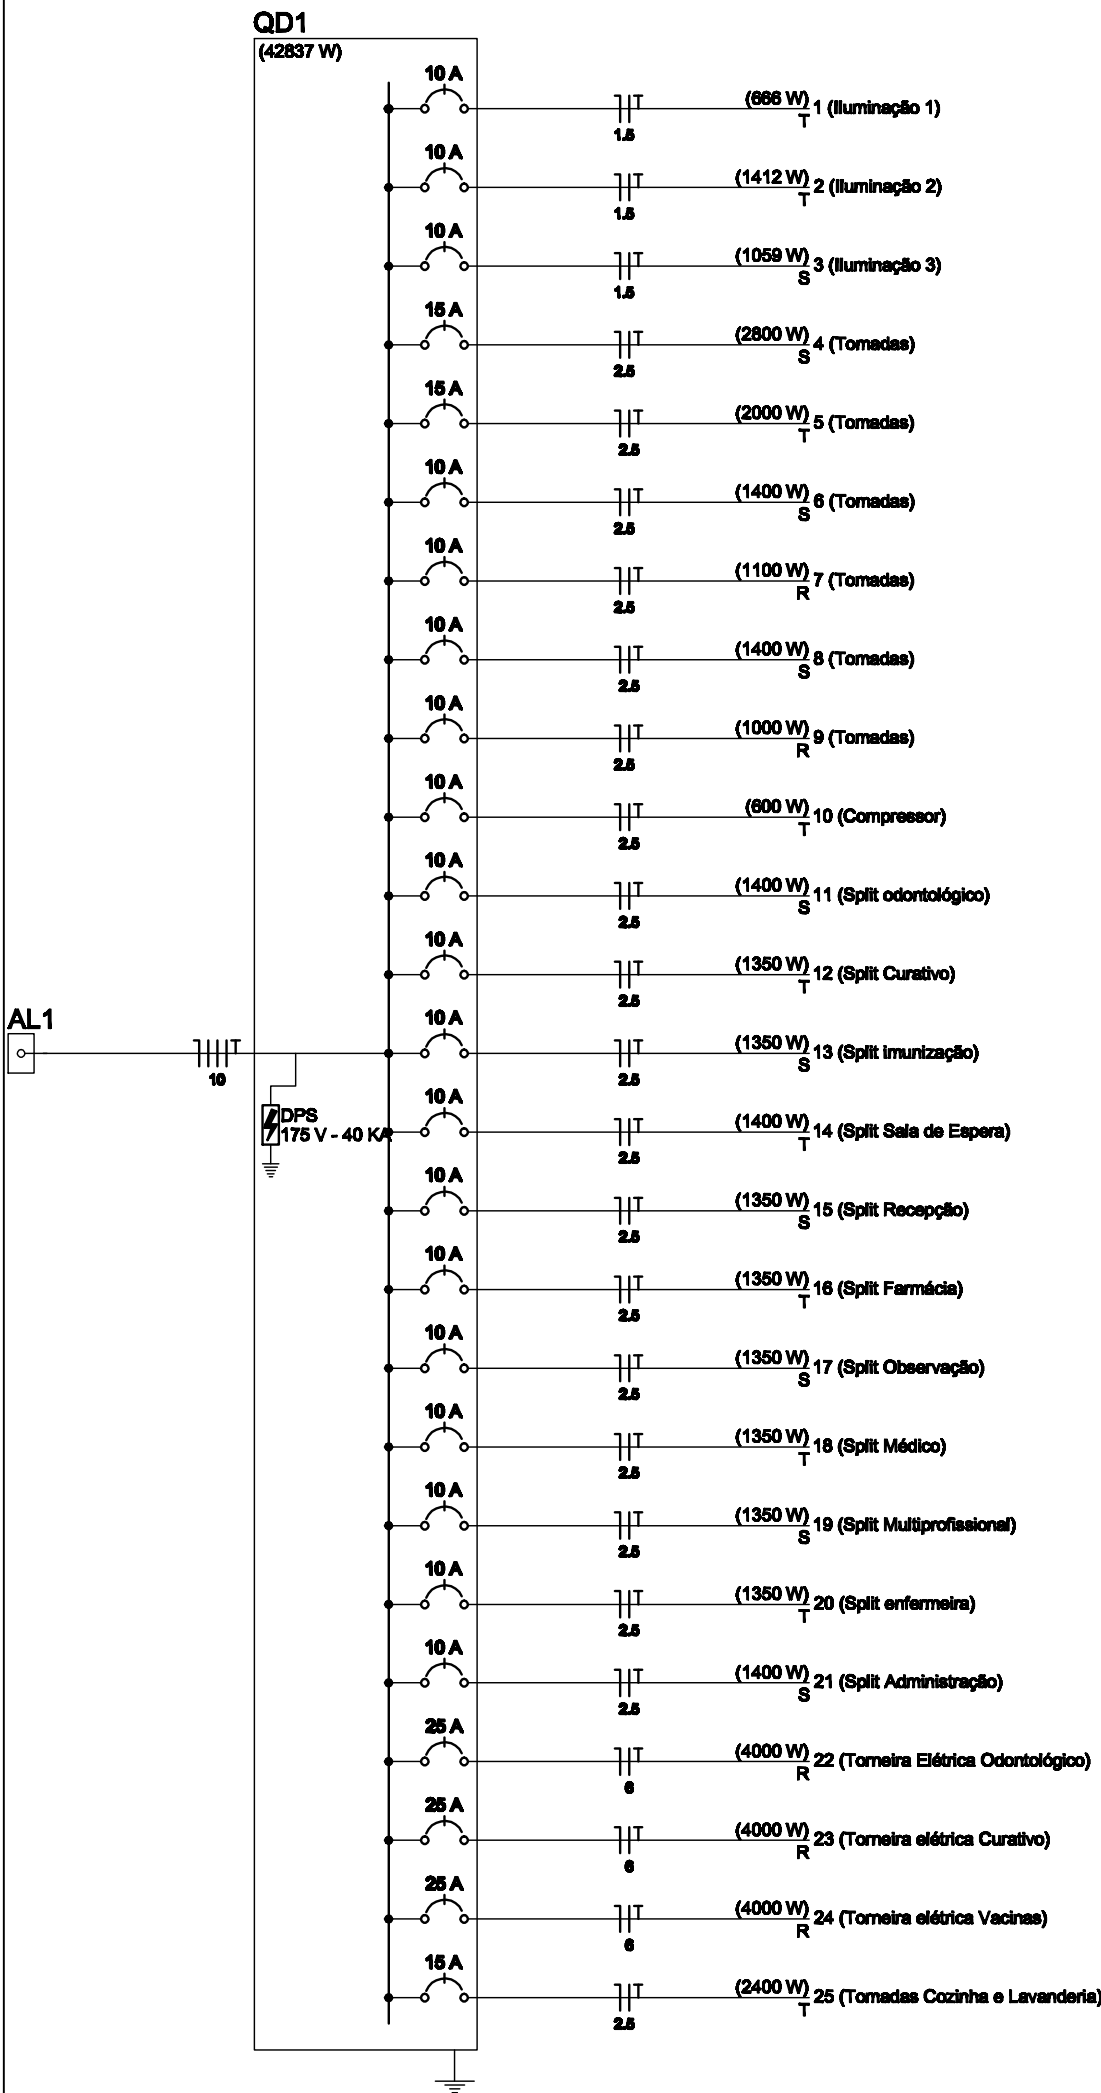 QD1
(42837 W)
10 A
(666 W) 1 (Iluminação 1)
1.5
T
10 A
(1412 W) 2 (Iluminação 2)
1.5
T
10 A
(1059 W) 3 (Iluminação 3)
1.5
S
15 A
(2800 W) 4 (Tomadas)
2.5
S
15 A
(2000 W) 5 (Tomadas)
2.5
T
10 A
(1400 W) 6 (Tomadas)
2.5
S
10 A
(1100 W) 7 (Tomadas)
2.5
R
10 A
(1400 W) 8 (Tomadas)
2.5
S
10 A
(1000 W) 9 (Tomadas)
2.5
R
10 A
(600 W) 10 (Compressor)
2.5
T
10 A
(1400 W) 11 (Split odontológico)
2.5
S
10 A
(1350 W) 12 (Split Curativo)
2.5
T
AL1
10
10 A
(1350 W) 13 (Split imunização)
2.5
S
DPS
175 V - 40 KA
10 A
(1400 W) 14 (Split Sala de Espera)
2.5
T
10 A
(1350 W) 15 (Split Recepção)
2.5
S
10 A
(1350 W) 16 (Split Farmácia)
2.5
T
10 A
(1350 W) 17 (Split Observação)
2.5
S
10 A
(1350 W) 18 (Split Médico)
2.5
T
10 A
(1350 W) 19 (Split Multiprofissional)
2.5
S
10 A
(1350 W) 20 (Split enfermeira)
2.5
T
10 A
(1400 W) 21 (Split Administração)
2.5
S
25 A
(4000 W) 22 (Torneira Elétrica Odontológico)
6
R
25 A
(4000 W) 23 (Torneira elétrica Curativo)
6
R
25 A
(4000 W) 24 (Torneira elétrica Vacinas)
6
R
15 A
(2400 W) 25 (Tomadas Cozinha e Lavanderia)
2.5
T